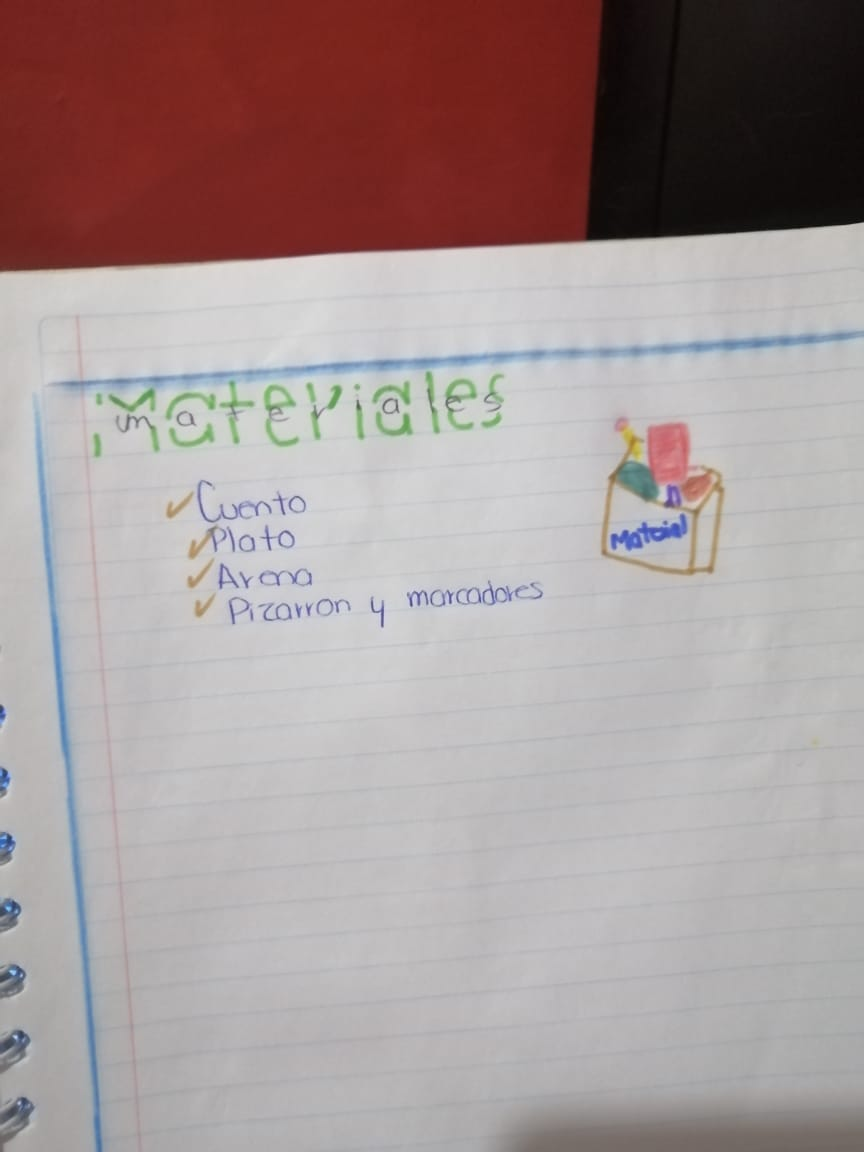 Materiales
Cuento
Plato
Arena
Pizarron y marcadores
Material